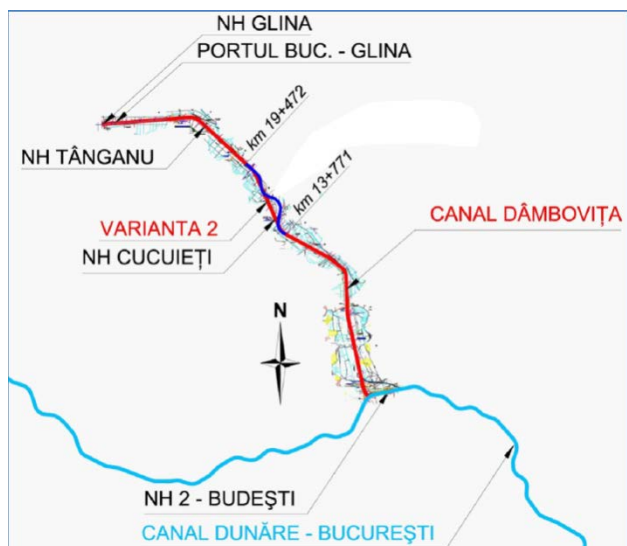 NH GLINA
PORTUL BUC. - GLINA
km 19+472
NH TÂNGANU
km 13+771
VARIANTA 2
CANAL DÂMBOVIȚA
NH CUCUIEȚI
N
NH 2 - BUDEȘTI
CANAL DUNĂRE - BUCUREȘTI